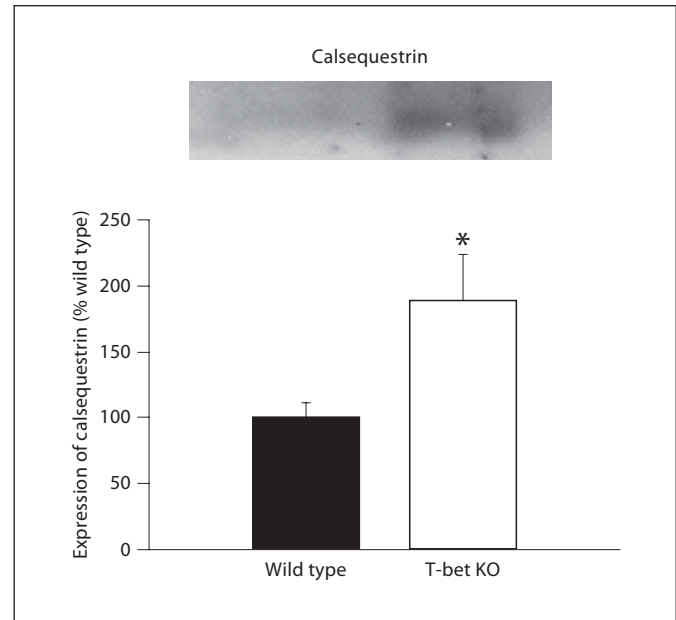 Calsequestrin
Expression of calsequestrin (% wild type)
250
200
150
100
50
0
*
Wild type
T-bet KO